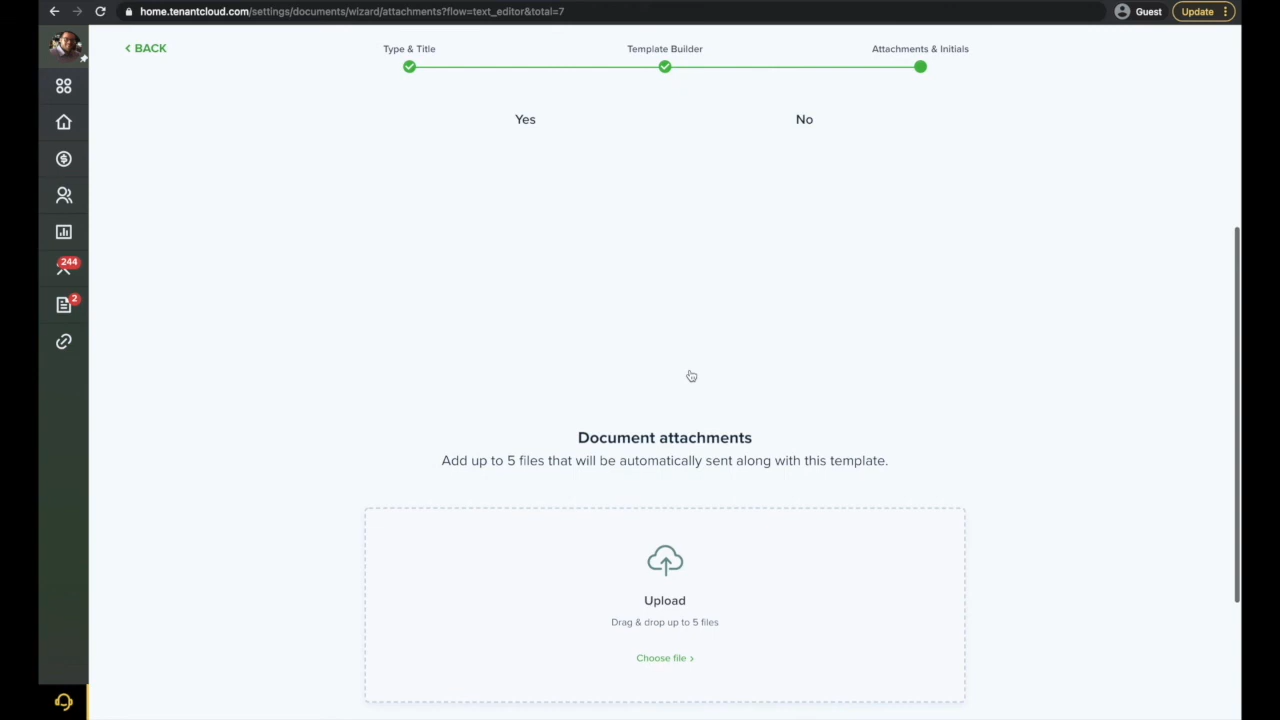 home.tenantcloud.com/settings/documents/wizard/attachments?flow=text_editor&total=7
Guest
Update
BACK
Type & Title
Template Builder
Attachments & Initials
Yes
No
244
2
Document attachments
Add up to 5 files that will be automatically sent along with this template.
Upload
Drag & drop up to 5 files
Choose file